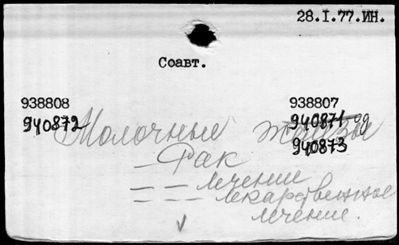 28.I.77.ИН.
Соавт.
938808 938807
940872 940871
Молочные железы
940873
— Рак
— — лечение
— — лекарственное
лечение.